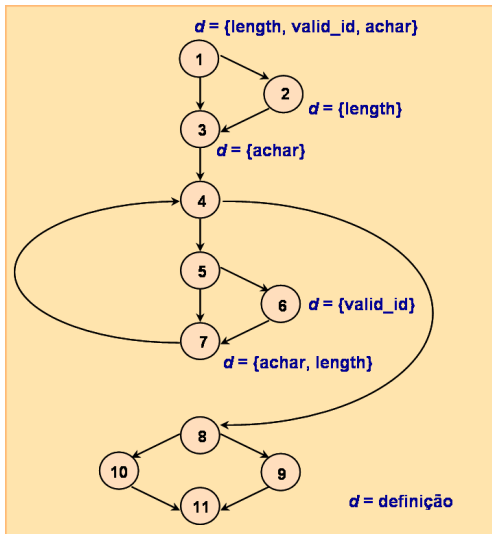 d = {length, valid_id, achar}
1
2
d = {length}
3
d = {achar}
4
5
6
d = {valid_id}
7
d = {achar, length}
8
10
9
11
d = definição